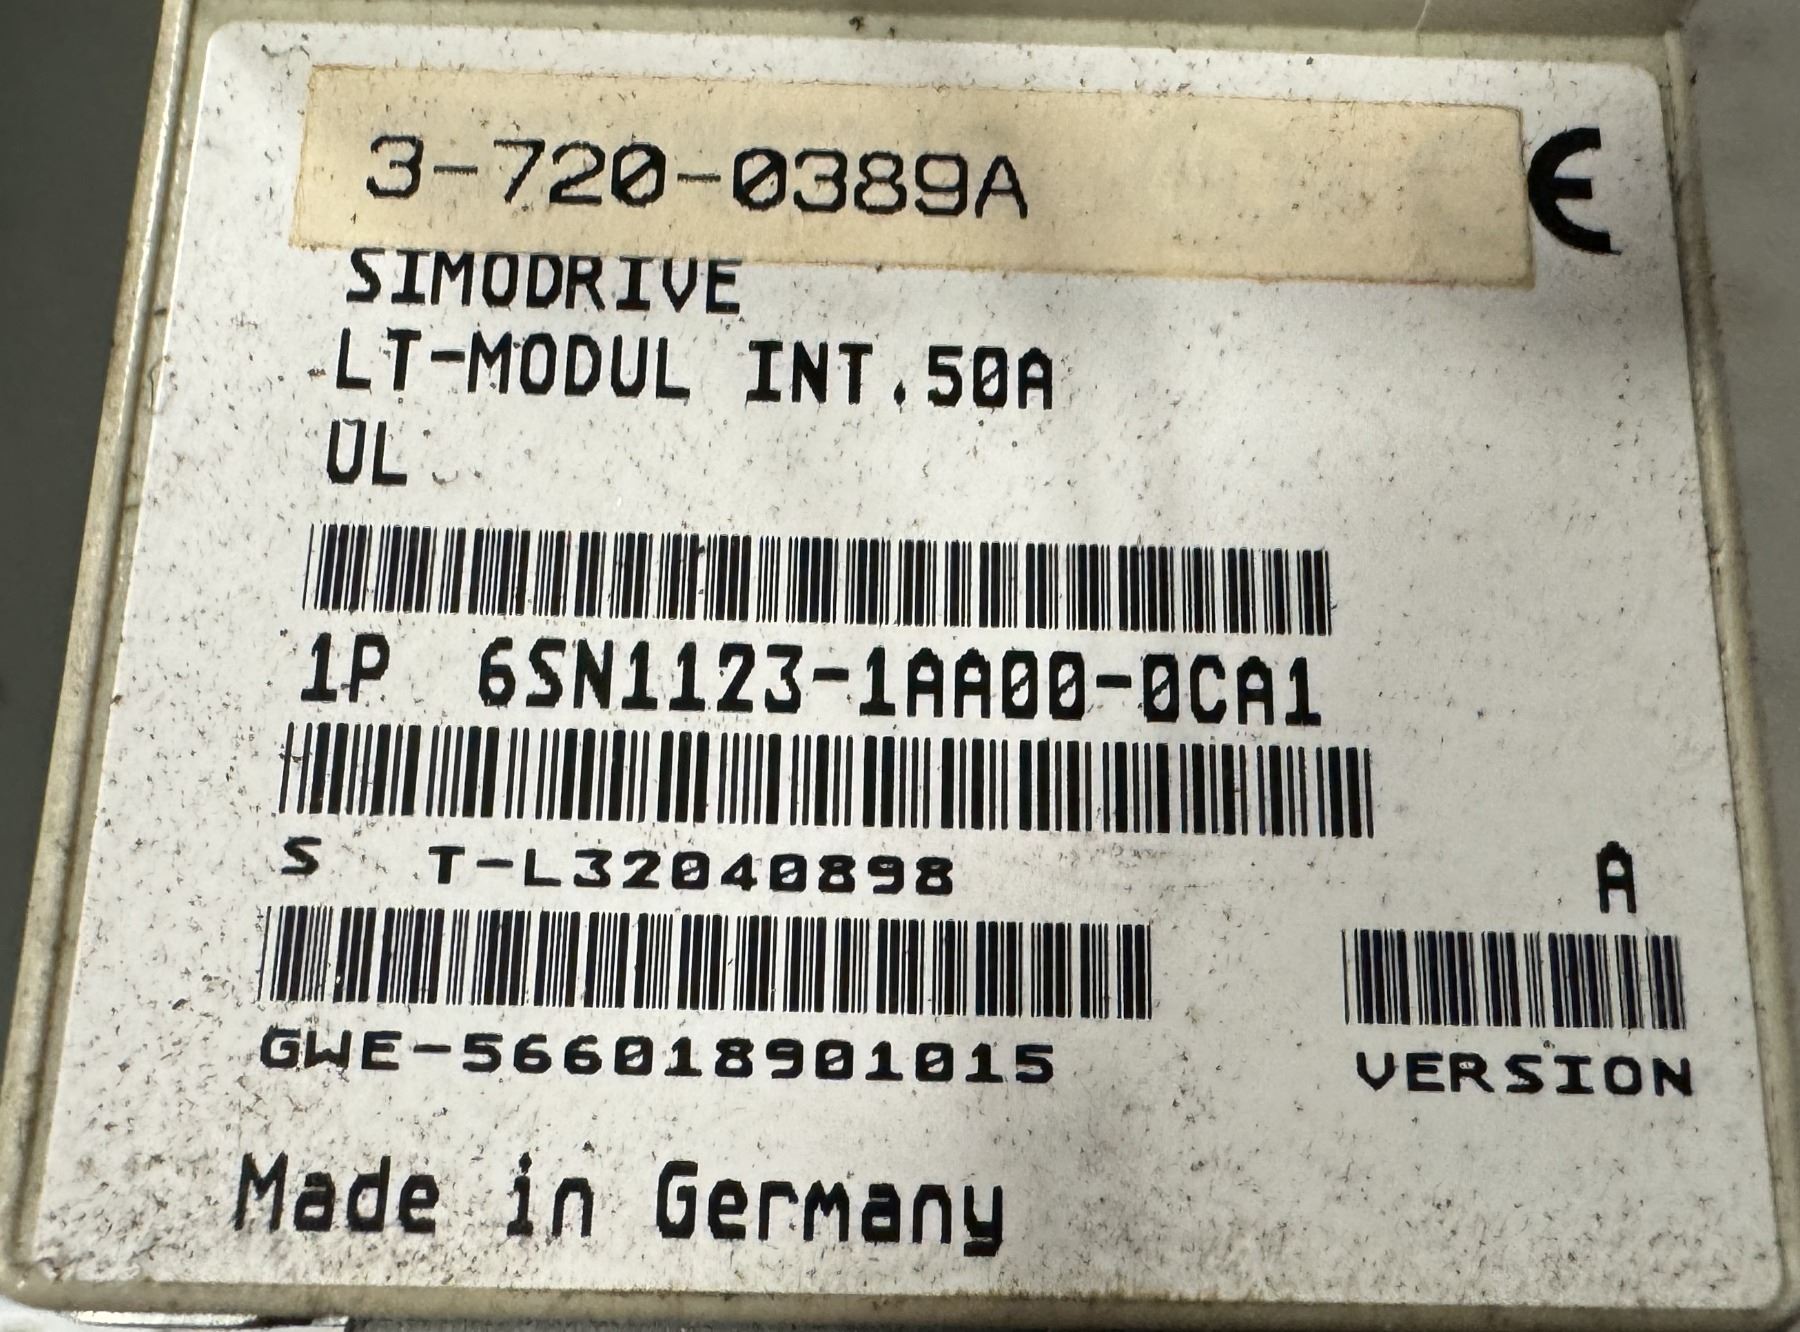 3-720-0389A
CE
SIMODRIVE
LT-MODUL INT.50A
UL
1P 6SN1123-1AA00-0CA1
S T-L32040898
A
GWE-566018901015
VERSION
Made in Germany